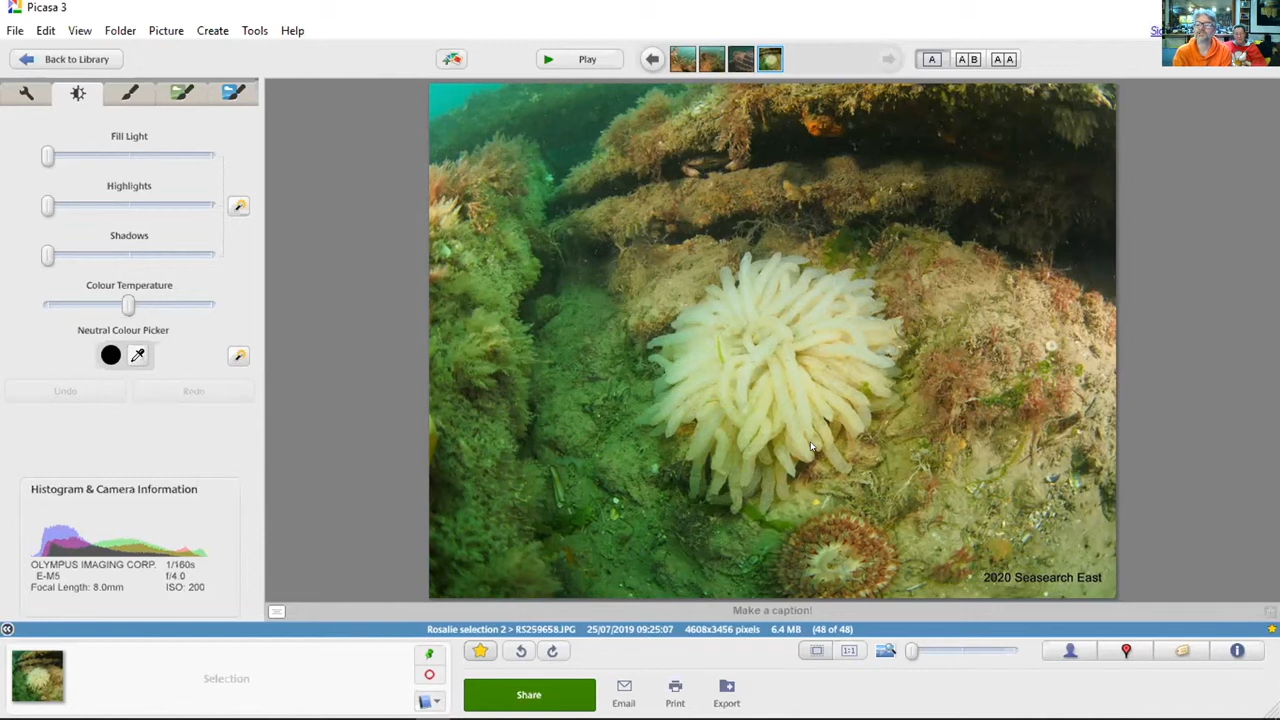 Picasa 3
File Edit View Folder Picture Create Tools Help
Back to Library
Play
A
A B
A A
Fill Light
Highlights
Shadows
Colour Temperature
Neutral Colour Picker
Undo
Redo
Histogram & Camera Information
OLYMPUS IMAGING CORP.
E-M5
Focal Length: 8.0mm
1/160s
f/4.0
ISO: 200
2020 Seasearch East
Make a caption!
Rosalie selection 2 > RS259658.JPG 25/07/2019 09:25:07 4608x3456 pixels 6.4 MB (48 of 48)
Selection
Share
Email
Print
Export
1:1